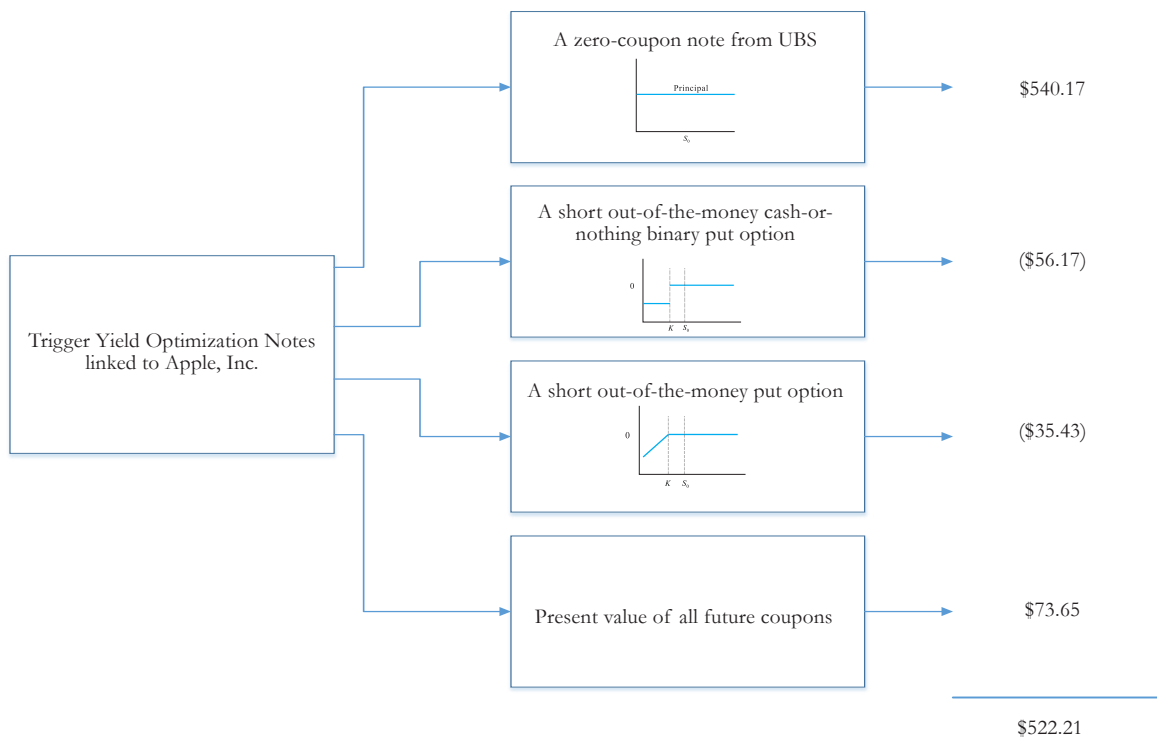 A zero-coupon note from UBS
Principal
S₀
$540.17
A short out-of-the-money cash-or-
nothing binary put option
0
K S₀
($56.17)
Trigger Yield Optimization Notes
linked to Apple, Inc.
A short out-of-the-money put option
0
K S₀
($35.43)
Present value of all future coupons
$73.65
$522.21